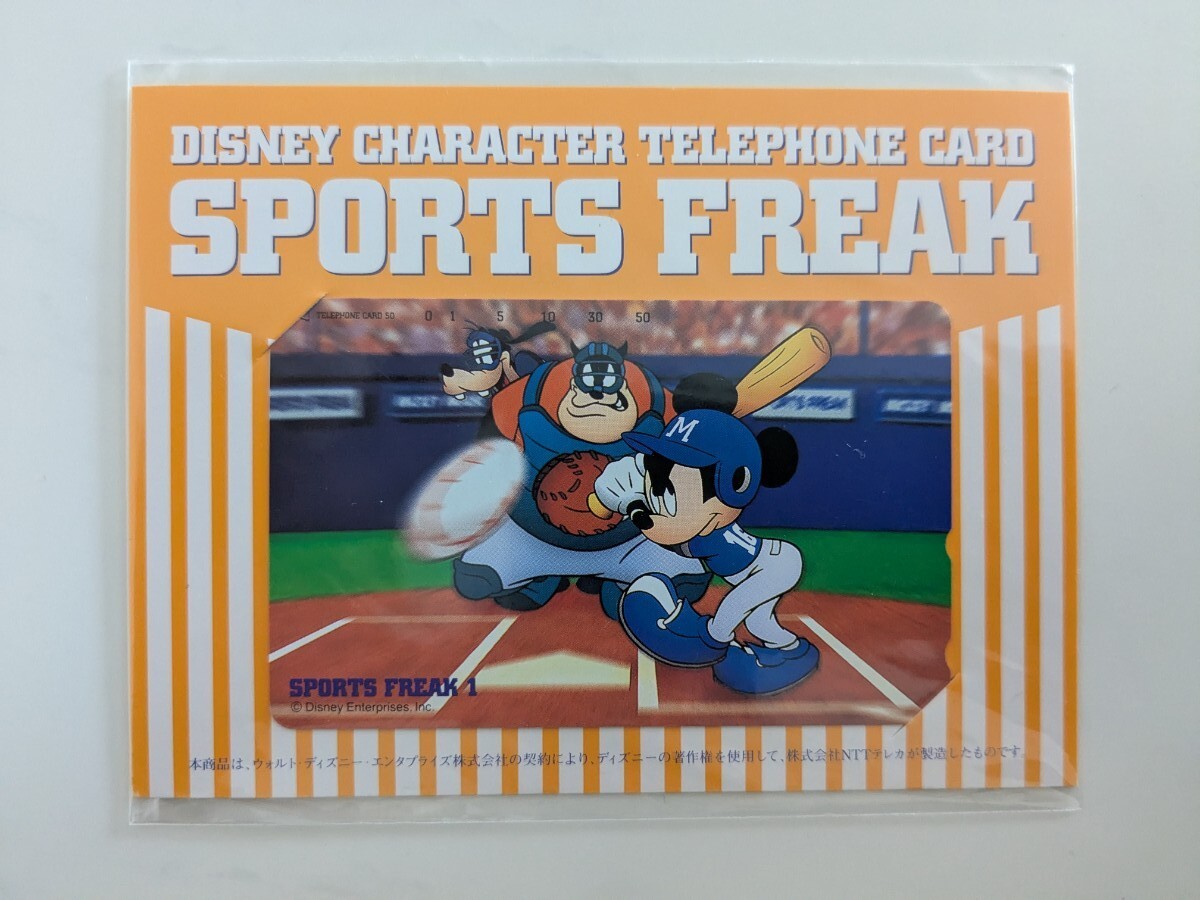 DISNEY CHARACTER TELEPHONE CARD
SPORTS FREAK
TELEPHONE CARD 50 0 1 5 10 30 50
M
16
SPORTS FREAK 1
© Disney Enterprises, Inc.
本商品は、ウォルト・ディズニー・エンタプライズ株式会社の契約により、ディズニーの著作権を使用して、株式会社NTTテレカが製造したものです。